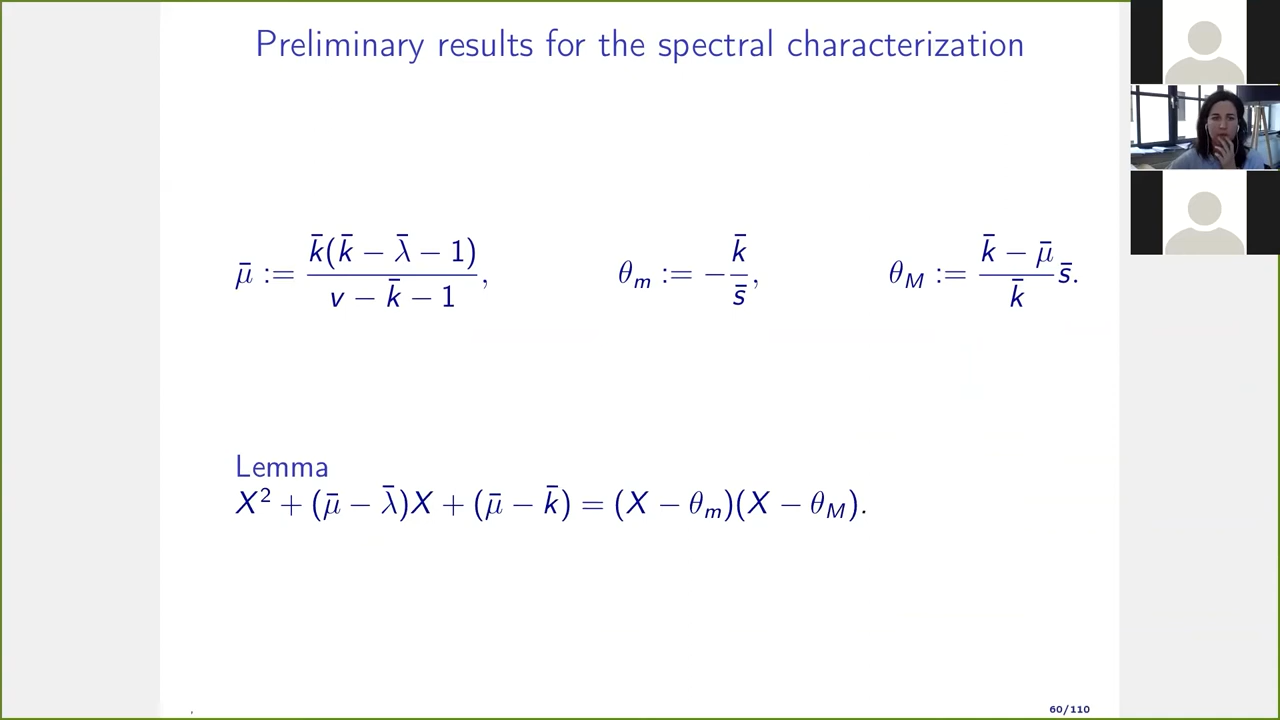 Preliminary results for the spectral characterization
μ̄ := k̄(k̄ − λ̄ − 1) / (v − k̄ − 1), θ_m := − k̄ / s̄, θ_M := (k̄ − μ̄) / k̄ s̄.
Lemma
X² + (μ̄ − λ̄)X + (μ̄ − k̄) = (X − θ_m)(X − θ_M).
, 60/110